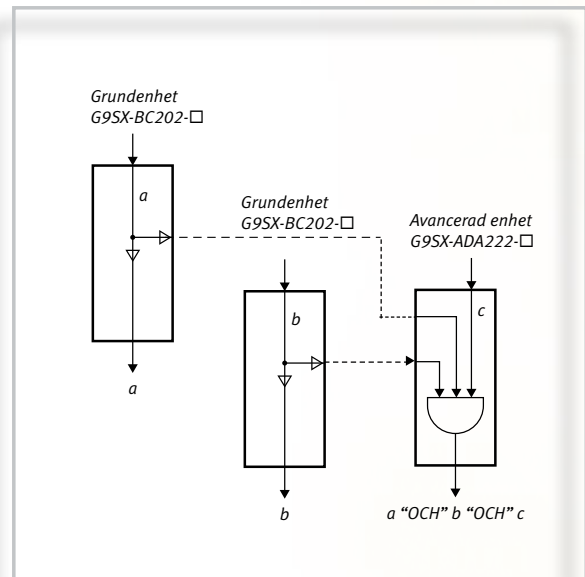 Grundenhet
G9SX-BC202-□
a
a
Grundenhet
G9SX-BC202-□
b
b
Avancerad enhet
G9SX-ADA222-□
c
a “OCH” b “OCH” c